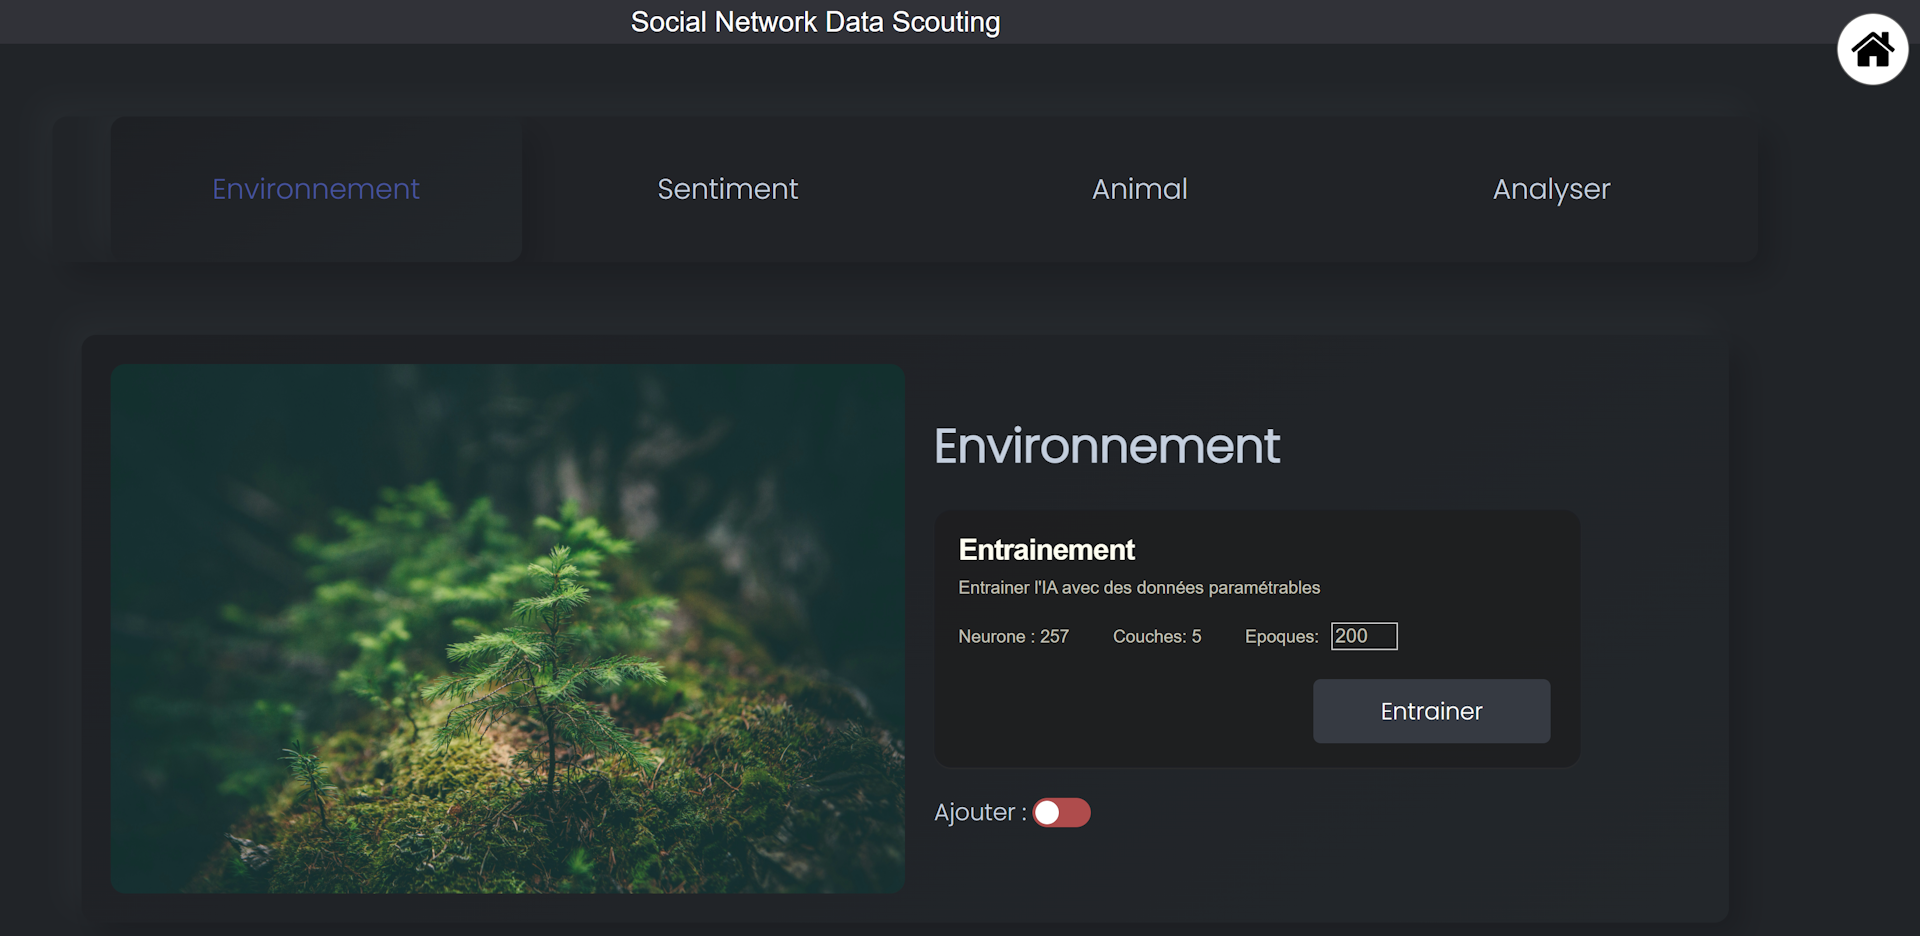 Social Network Data Scouting
Environnement Sentiment Animal Analyser
Environnement
Entrainement
Entrainer l'IA avec des données paramétrables
Neurone : 257 Couches: 5 Epoques: 200
Entrainer
Ajouter :